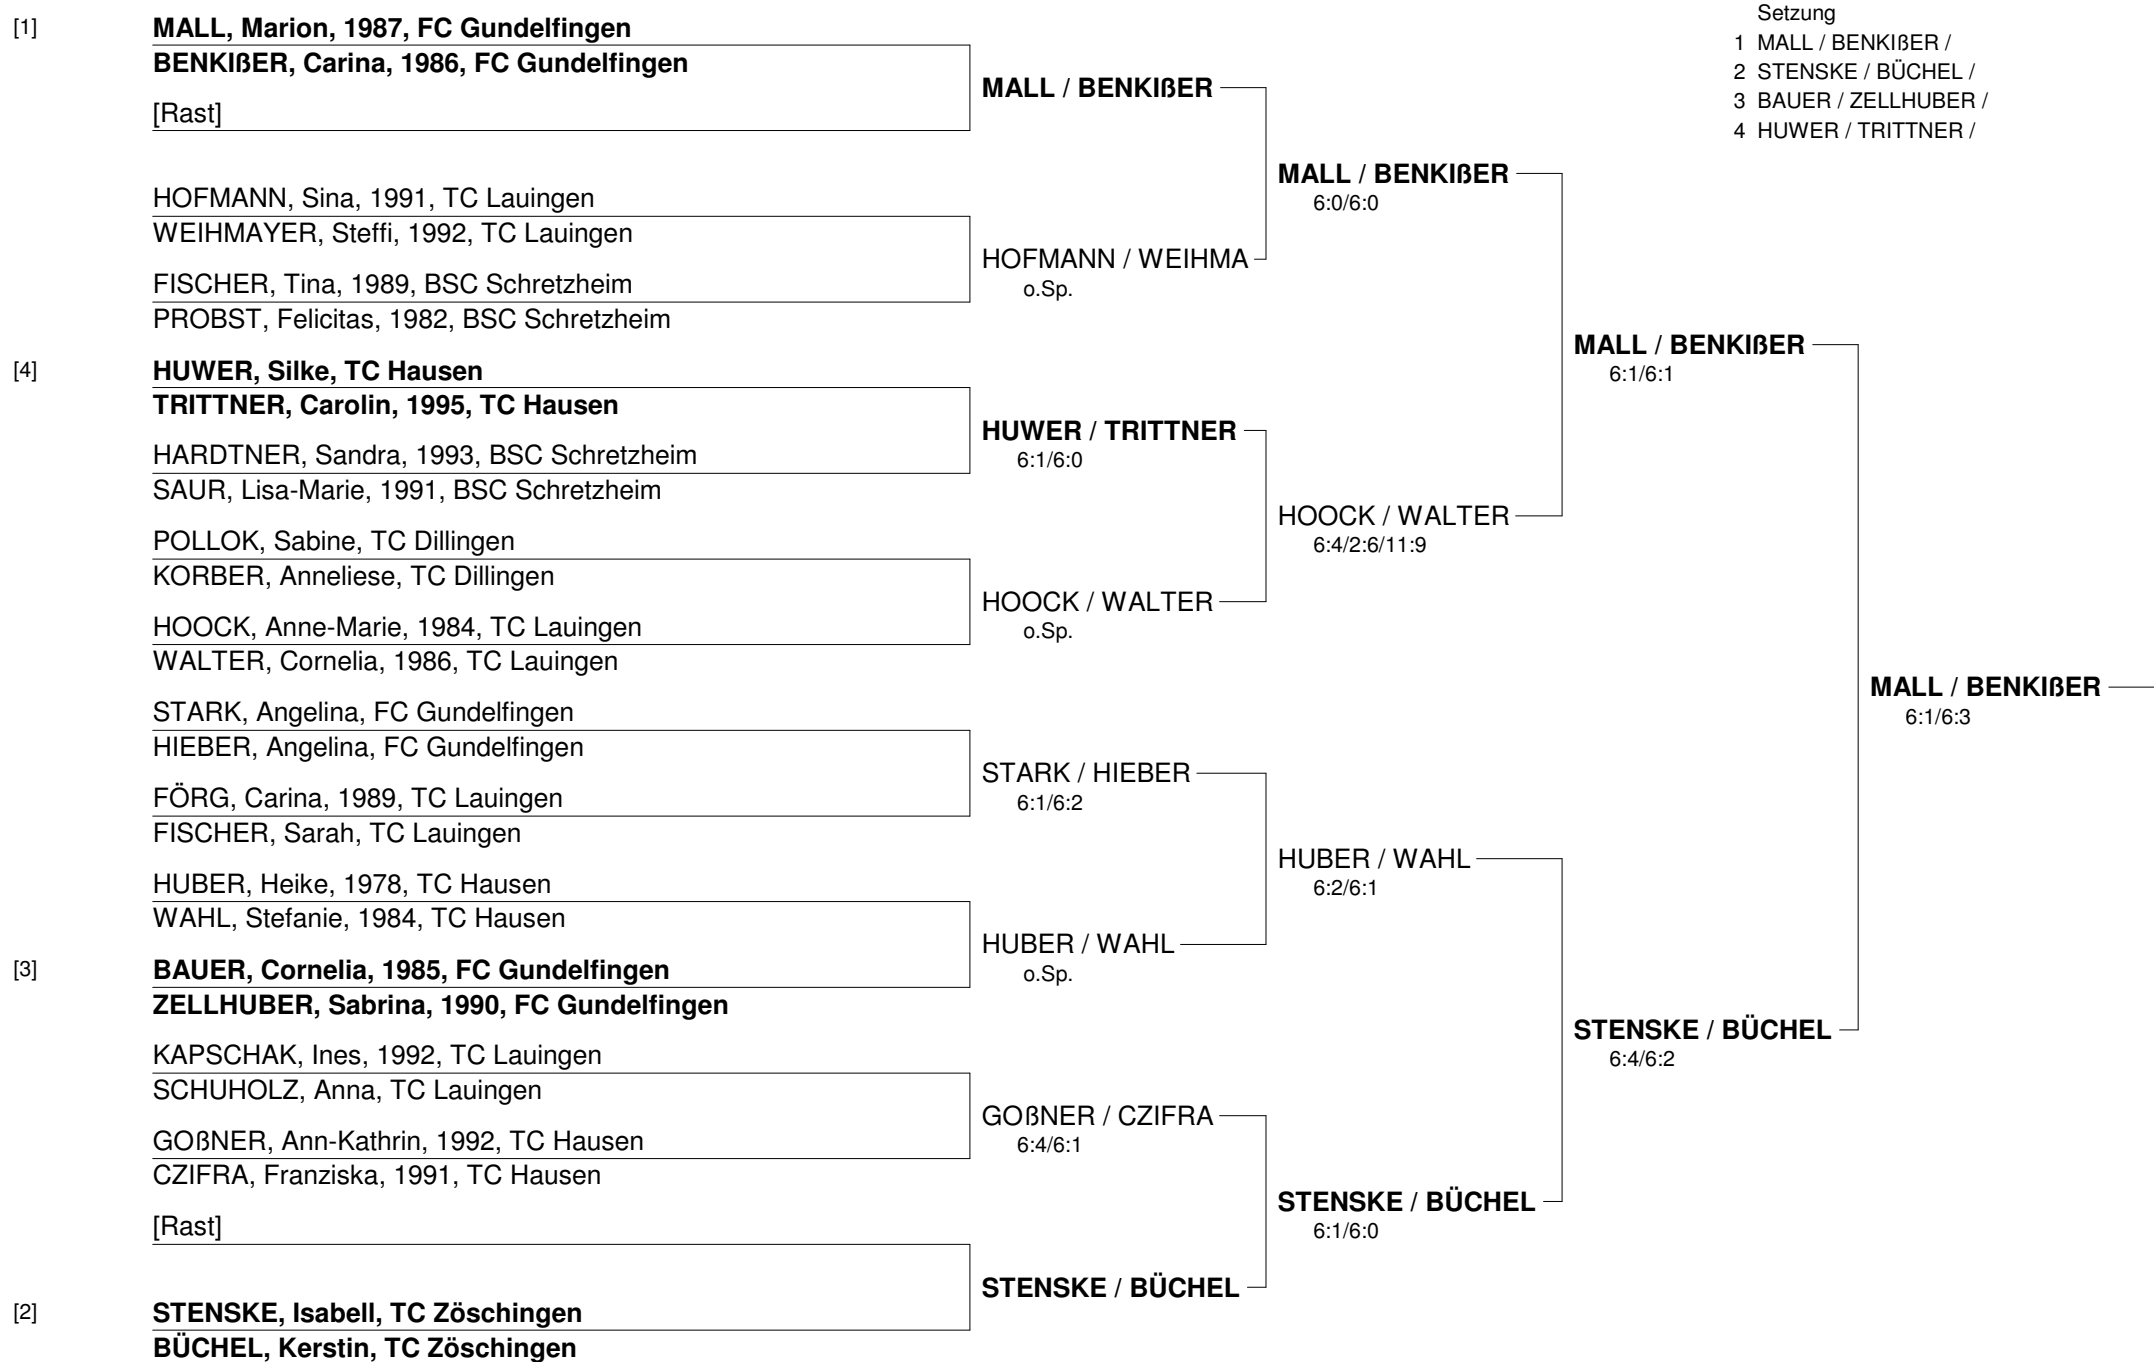 [1]
MALL, Marion, 1987, FC Gundelfingen
BENKIßER, Carina, 1986, FC Gundelfingen
[Rast]
HOFMANN, Sina, 1991, TC Lauingen
WEIHMAYER, Steffi, 1992, TC Lauingen
FISCHER, Tina, 1989, BSC Schretzheim
PROBST, Felicitas, 1982, BSC Schretzheim
[4]
HUWER, Silke, TC Hausen
TRITTNER, Carolin, 1995, TC Hausen
HARDTNER, Sandra, 1993, BSC Schretzheim
SAUR, Lisa-Marie, 1991, BSC Schretzheim
POLLOK, Sabine, TC Dillingen
KORBER, Anneliese, TC Dillingen
HOOCK, Anne-Marie, 1984, TC Lauingen
WALTER, Cornelia, 1986, TC Lauingen
STARK, Angelina, FC Gundelfingen
HIEBER, Angelina, FC Gundelfingen
FÖRG, Carina, 1989, TC Lauingen
FISCHER, Sarah, TC Lauingen
HUBER, Heike, 1978, TC Hausen
WAHL, Stefanie, 1984, TC Hausen
[3]
BAUER, Cornelia, 1985, FC Gundelfingen
ZELLHUBER, Sabrina, 1990, FC Gundelfingen
KAPSCHAK, Ines, 1992, TC Lauingen
SCHUHOLZ, Anna, TC Lauingen
GOßNER, Ann-Kathrin, 1992, TC Hausen
CZIFRA, Franziska, 1991, TC Hausen
[Rast]
[2]
STENSKE, Isabell, TC Zöschingen
BÜCHEL, Kerstin, TC Zöschingen
MALL / BENKIßER
HOFMANN / WEIHMA
o.Sp.
HUWER / TRITTNER
6:1/6:0
HOOCK / WALTER
o.Sp.
STARK / HIEBER
6:1/6:2
HUBER / WAHL
o.Sp.
GOßNER / CZIFRA
6:4/6:1
STENSKE / BÜCHEL
MALL / BENKIßER
6:0/6:0
HOOCK / WALTER
6:4/2:6/11:9
HUBER / WAHL
6:2/6:1
STENSKE / BÜCHEL
6:1/6:0
MALL / BENKIßER
6:1/6:1
STENSKE / BÜCHEL
6:4/6:2
MALL / BENKIßER
6:1/6:3
Setzung
1 MALL / BENKIßER /
2 STENSKE / BÜCHEL /
3 BAUER / ZELLHUBER /
4 HUWER / TRITTNER /